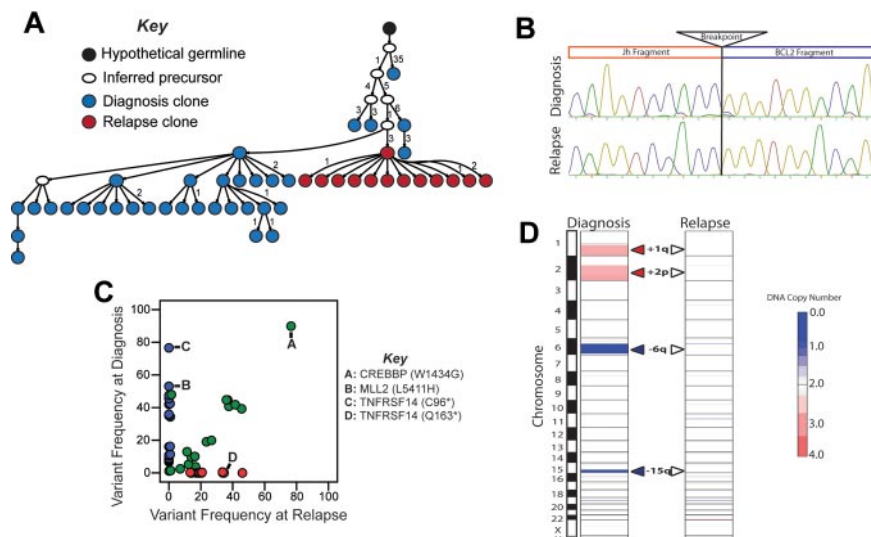 A
Key
Hypothetical germline
Inferred precursor
Diagnosis clone
Relapse clone
1
35
4
5
3
3
6
1
3
3
2
1
2
2
1
1
1
1
1
B
Breakpoint
Jh Fragment
BCL2 Fragment
Diagnosis
Relapse
C
Variant Frequency at Diagnosis
100
80
60
40
20
0
C
B
A
D
0 20 40 60 80 100
Variant Frequency at Relapse
Key
A: CREBBP (W1434G)
B: MLL2 (L5411H)
C: TNFRSF14 (C96*)
D: TNFRSF14 (Q163*)
D
Diagnosis Relapse
Chromosome
1
2
3
4
5
6
7
8
9
10
11
12
13
14
15
16
18
20
22
X
+1q
+2p
-6q
-15q
DNA Copy Number
0.0
1.0
2.0
3.0
4.0